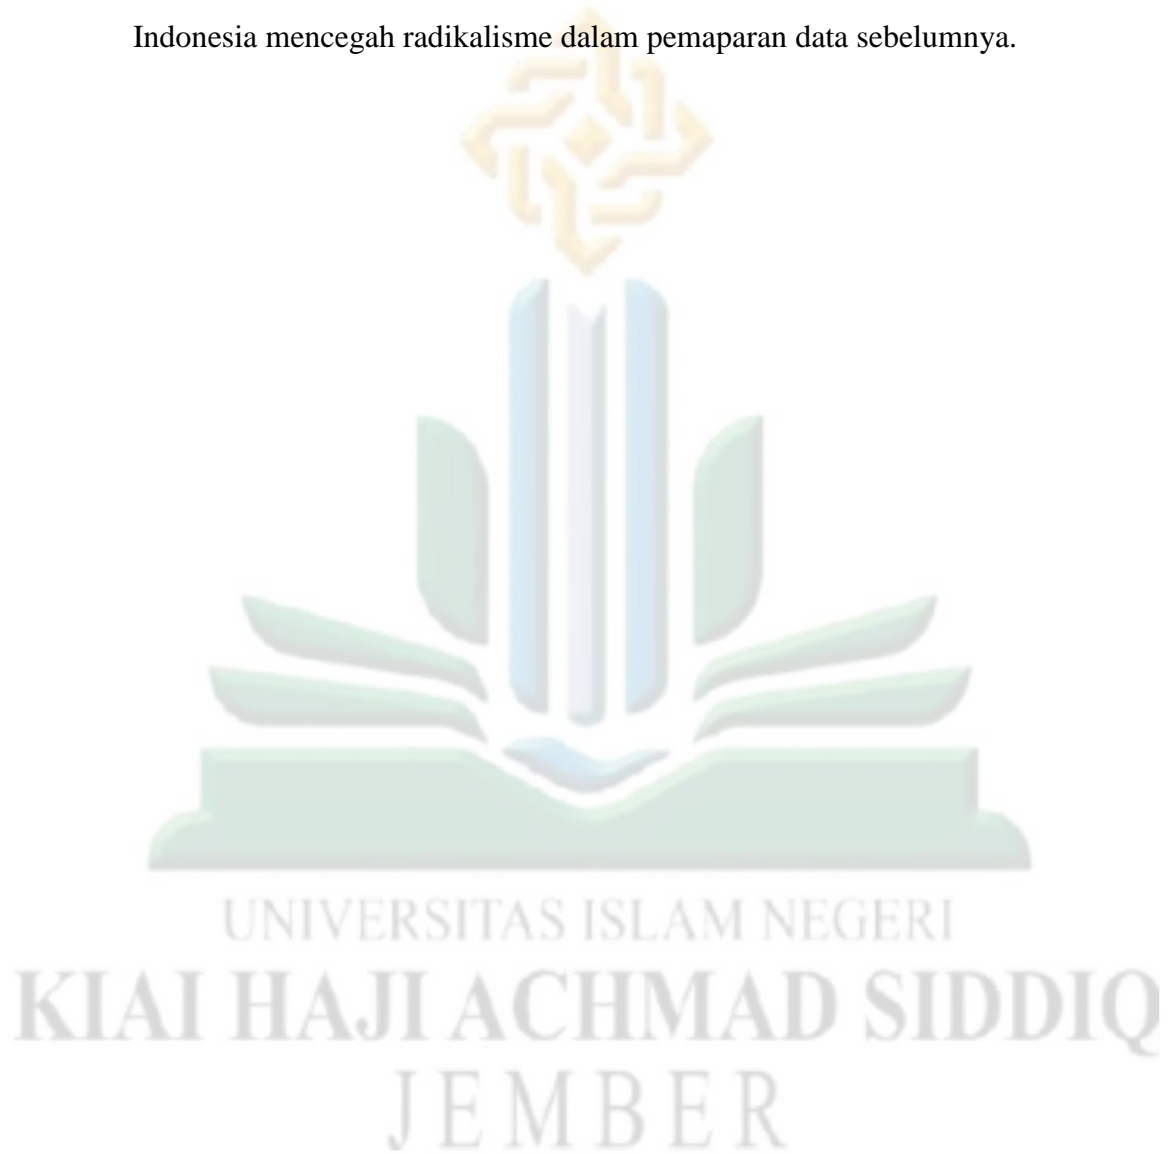 Indonesia mencegah radikalisme dalam pemaparan data sebelumnya.
UNIVERSITAS ISLAM NEGERI
KIAI HAJI ACHMAD SIDDIQ
JEMBER